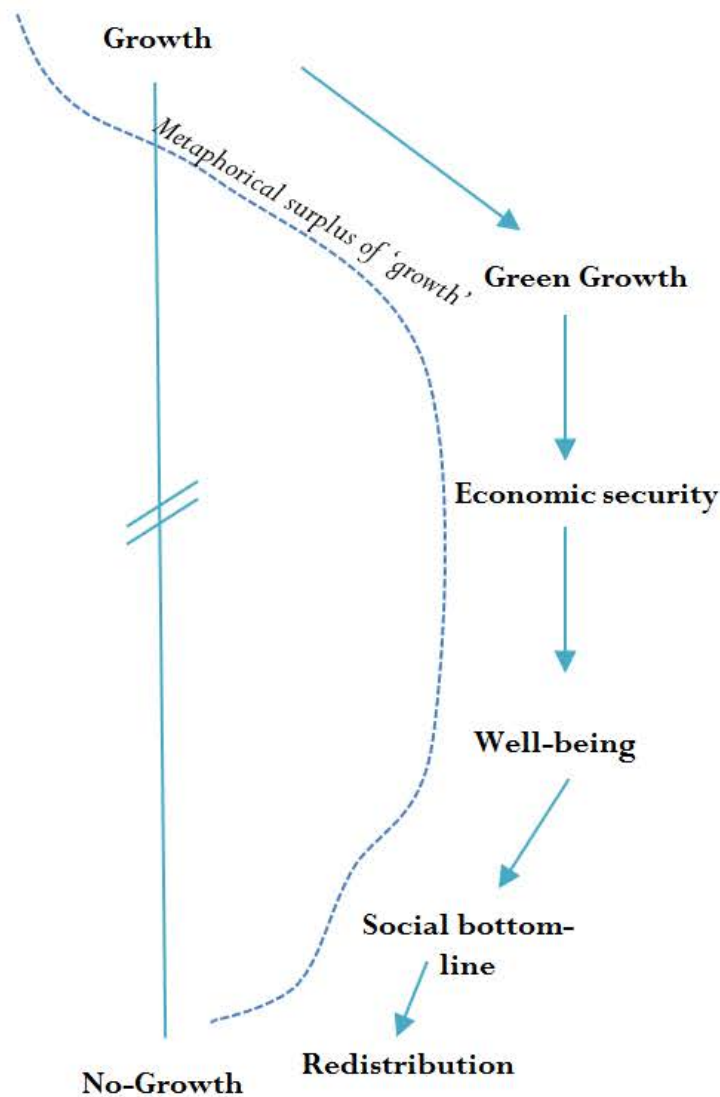 Growth
Metaphorical surplus of ‘growth’
Green Growth
Economic security
Well-being
Social bottom-
line
Redistribution
No-Growth